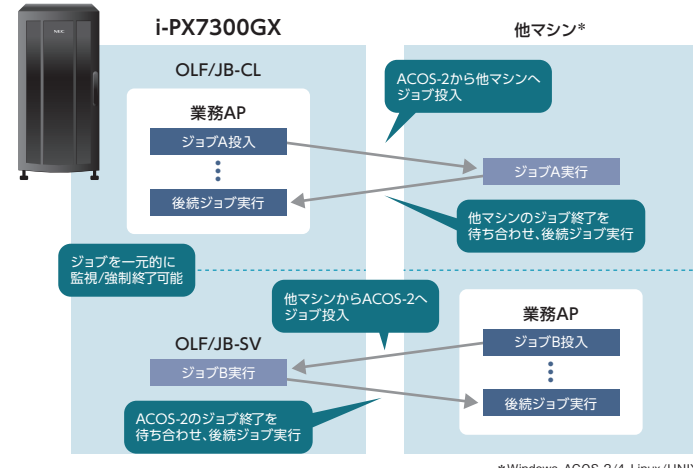 NEC
i-PX7300GX
他マシン*
OLF/JB-CL
ACOS-2から他マシンへ
ジョブ投入
業務AP
ジョブA投入
ジョブA実行
後続ジョブ実行
他マシンのジョブ終了を
待ち合わせ、後続ジョブ実行
ジョブを一元的に
監視/強制終了可能
他マシンからACOS-2へ
ジョブ投入
業務AP
OLF/JB-SV
ジョブB投入
ジョブB実行
後続ジョブ実行
ACOS-2のジョブ終了を
待ち合わせ、後続ジョブ実行